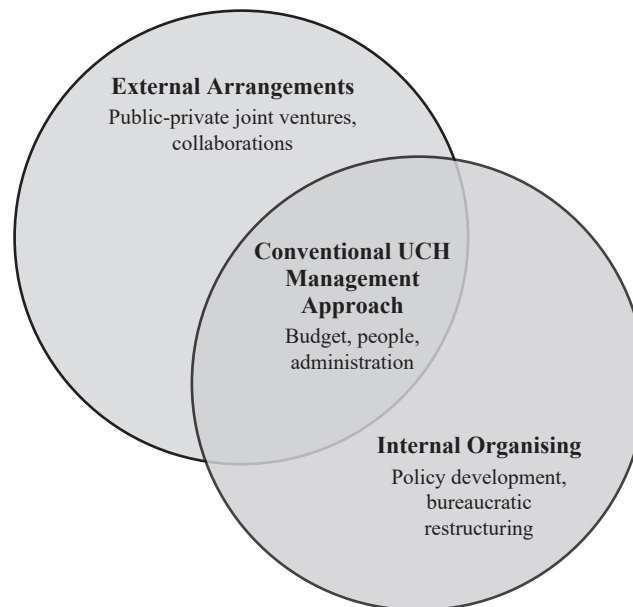 External Arrangements
Public-private joint ventures,
collaborations
Conventional UCH
Management
Approach
Budget, people,
administration
Internal Organising
Policy development,
bureaucratic
restructuring